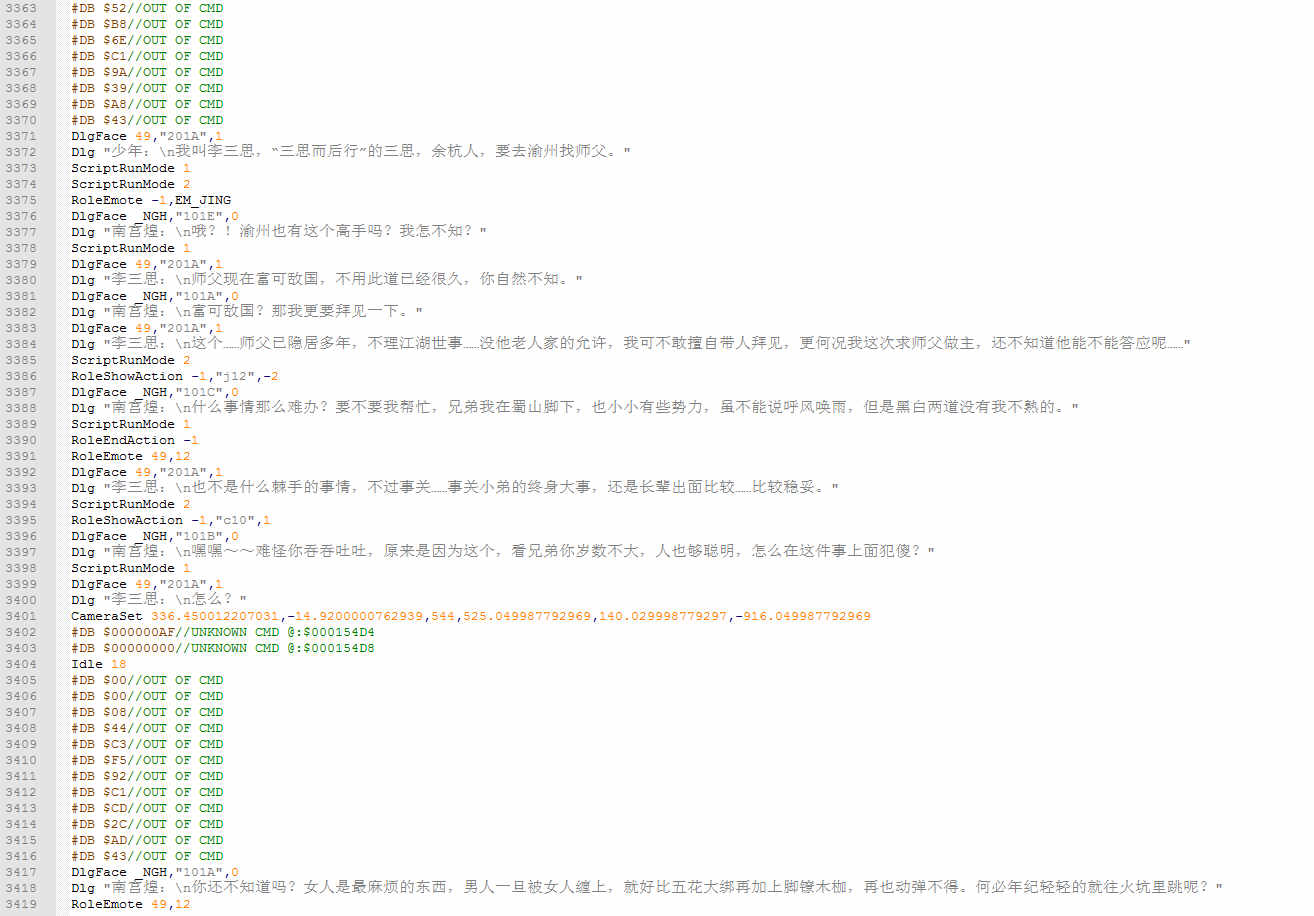 3363 #DB $52//OUT OF CMD
3364 #DB $B8//OUT OF CMD
3365 #DB $6E//OUT OF CMD
3366 #DB $C1//OUT OF CMD
3367 #DB $9A//OUT OF CMD
3368 #DB $39//OUT OF CMD
3369 #DB $A8//OUT OF CMD
3370 #DB $43//OUT OF CMD
3371 DlgFace 49,"201A",1
3372 Dlg "少年：\n我叫李三思，“三思而后行”的三思，余杭人，要去渝州找师父。"
3373 ScriptRunMode 1
3374 ScriptRunMode 2
3375 RoleEmote -1,EM_JING
3376 DlgFace _NGH,"101E",0
3377 Dlg "南宫煌：\n哦？！渝州也有这个高手吗？我怎不知？"
3378 ScriptRunMode 1
3379 DlgFace 49,"201A",1
3380 Dlg "李三思：\n师父现在富可敌国，不用此道已经很久，你自然不知。"
3381 DlgFace _NGH,"101A",0
3382 Dlg "南宫煌：\n富可敌国？那我更要拜见一下。"
3383 DlgFace 49,"201A",1
3384 Dlg "李三思：\n这个……师父已隐居多年，不理江湖世事……没他老人家的允许，我可不敢擅自带人拜见，更何况我这次求师父做主，还不知道他能不能答应呢……"
3385 ScriptRunMode 2
3386 RoleShowAction -1,"j12",-2
3387 DlgFace _NGH,"101C",0
3388 Dlg "南宫煌：\n什么事情那么难办？要不要我帮忙，兄弟我在蜀山脚下，也小小有些势力，虽不能说呼风唤雨，但是黑白两道没有我不熟的。"
3389 ScriptRunMode 1
3390 RoleEndAction -1
3391 RoleEmote 49,12
3392 DlgFace 49,"201A",1
3393 Dlg "李三思：\n也不是什么棘手的事情，不过事关……事关小弟的终身大事，还是长辈出面比较……比较稳妥。"
3394 ScriptRunMode 2
3395 RoleShowAction -1,"c10",1
3396 DlgFace _NGH,"101B",0
3397 Dlg "南宫煌：\n嘿嘿～～难怪你吞吞吐吐，原来是因为这个，看兄弟你岁数不大，人也够聪明，怎么在这件事上面犯傻？"
3398 ScriptRunMode 1
3399 DlgFace 49,"201A",1
3400 Dlg "李三思：\n怎么？"
3401 CameraSet 336.450012207031,-14.9200000762939,544,525.049987792969,140.029998779297,-916.049987792969
3402 #DB $000000AF//UNKNOWN CMD @:$000154D4
3403 #DB $00000000//UNKNOWN CMD @:$000154D8
3404 Idle 18
3405 #DB $00//OUT OF CMD
3406 #DB $00//OUT OF CMD
3407 #DB $08//OUT OF CMD
3408 #DB $44//OUT OF CMD
3409 #DB $C3//OUT OF CMD
3410 #DB $F5//OUT OF CMD
3411 #DB $92//OUT OF CMD
3412 #DB $C1//OUT OF CMD
3413 #DB $CD//OUT OF CMD
3414 #DB $2C//OUT OF CMD
3415 #DB $AD//OUT OF CMD
3416 #DB $43//OUT OF CMD
3417 DlgFace _NGH,"101A",0
3418 Dlg "南宫煌：\n你还不知道吗？女人是最麻烦的东西，男人一旦被女人缠上，就好比五花大绑再加上脚镣木枷，再也动弹不得。何必年纪轻轻的就往火坑里跳呢？"
3419 RoleEmote 49,12